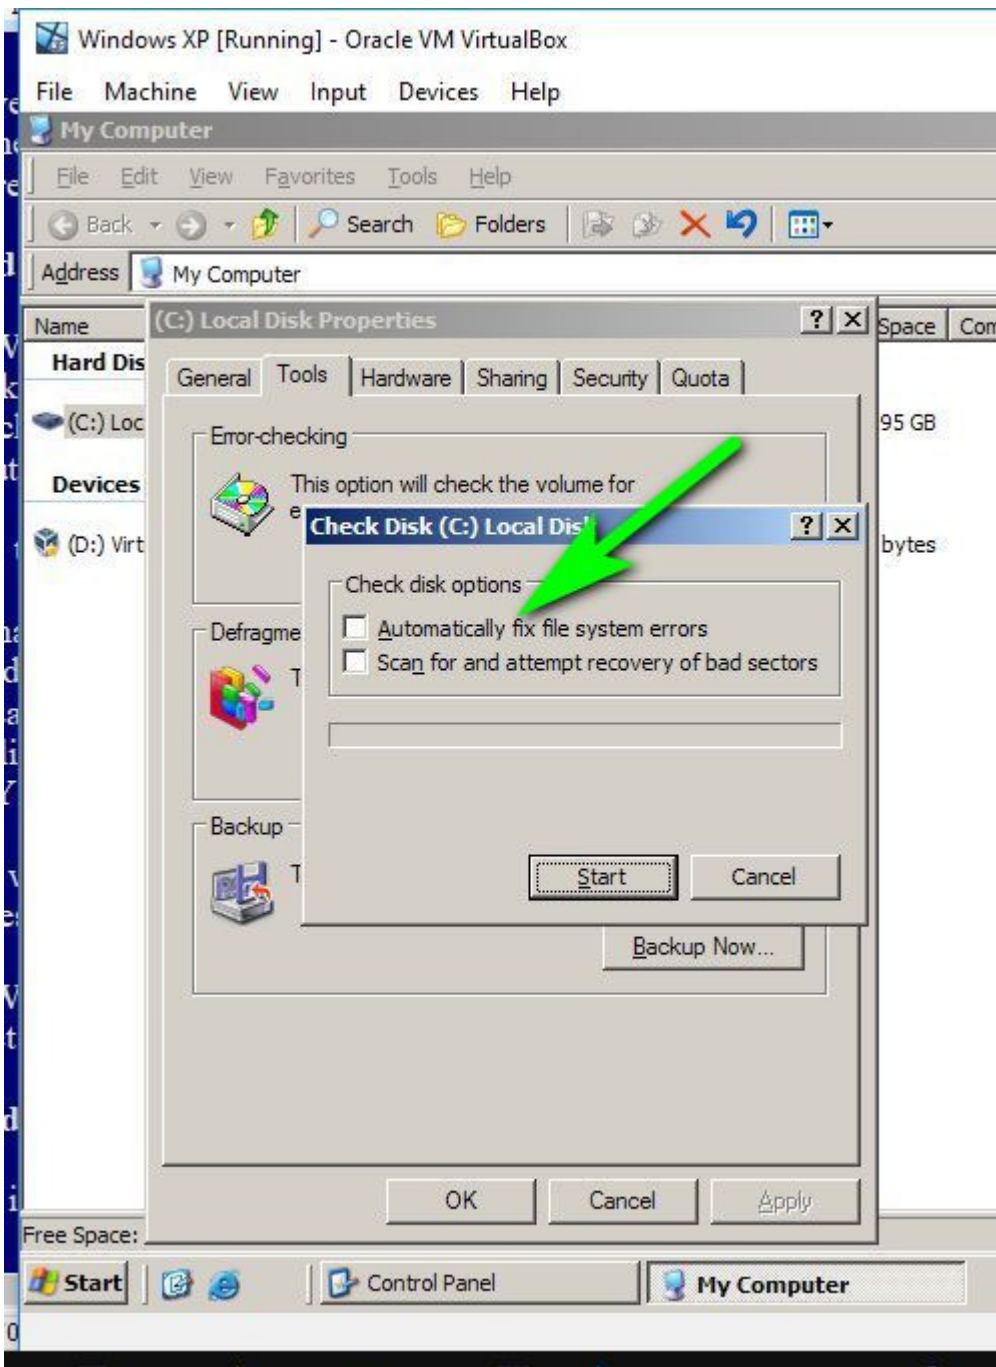 Windows XP [Running] - Oracle VM VirtualBox
File Machine View Input Devices Help
My Computer
File Edit View Favorites Tools Help
Back Search Folders
Address My Computer
Name Space
Hard Dis
(C:) Loc 95 GB
Devices
(D:) Virt bytes
(C:) Local Disk Properties
General Tools Hardware Sharing Security Quota
Error-checking
This option will check the volume for
Check Disk (C:) Local Dis
Check disk options
Automatically fix file system errors
Scan for and attempt recovery of bad sectors
Start Cancel
Defragme
Backup
Backup Now...
OK Cancel Apply
Free Space:
Start Control Panel My Computer